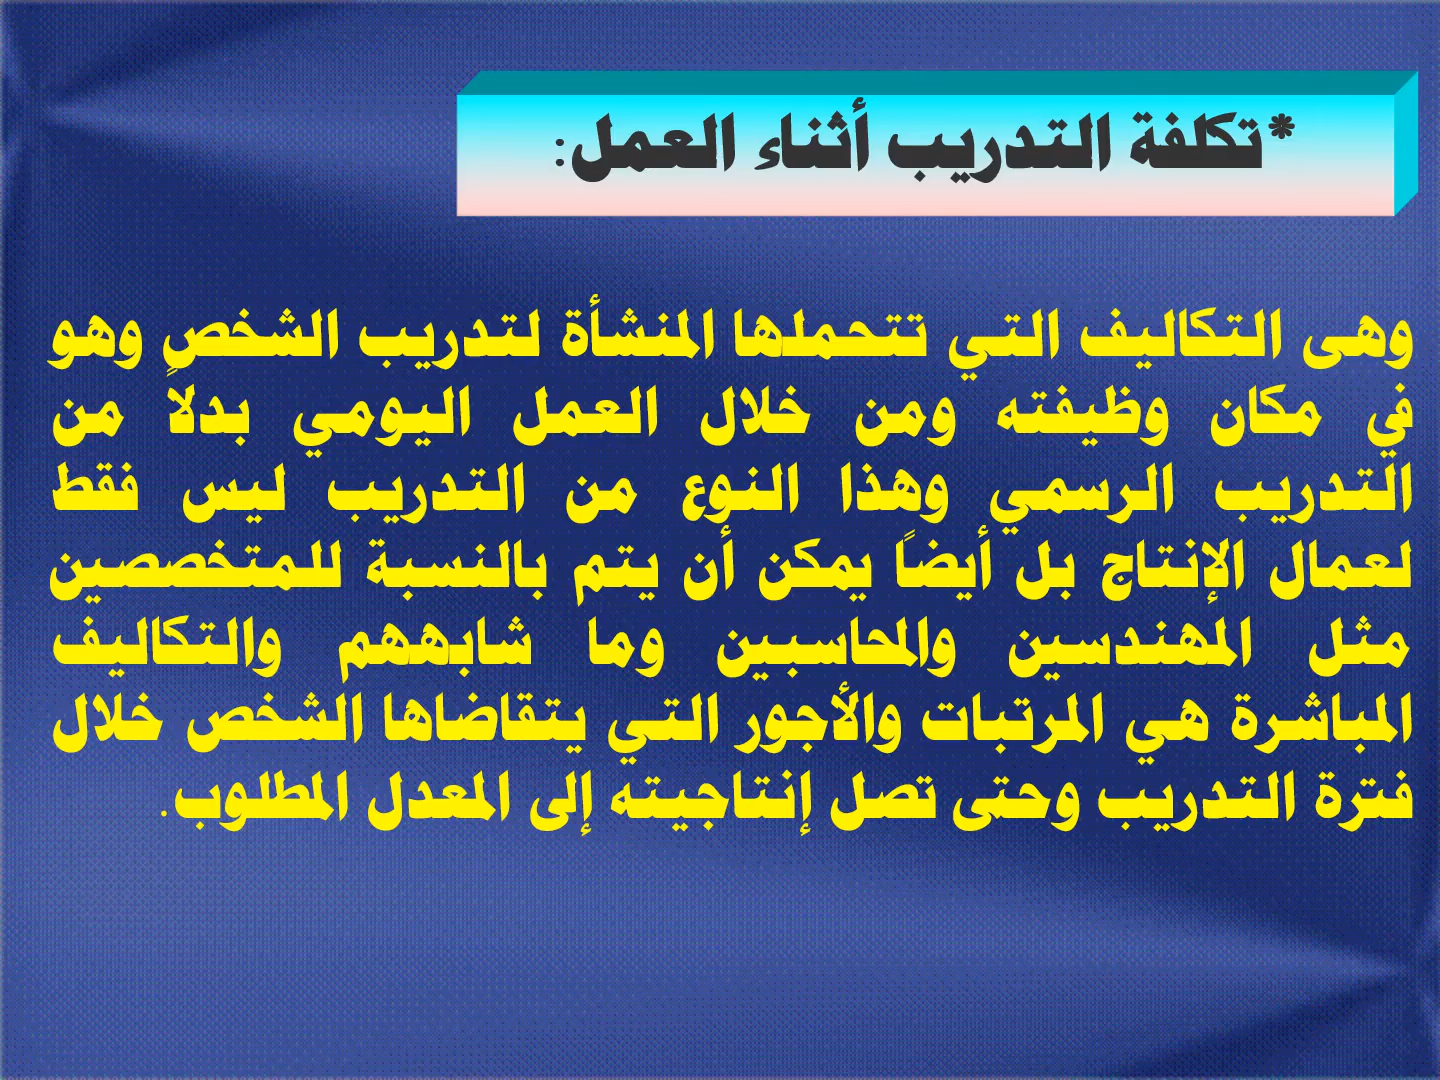 *تكلفة التدريب أثناء العمل:
وهى التكاليف التي تتحملها المنشأة لتدريب الشخص وهو
في مكان وظيفته ومن خلال العمل اليومي بدلاً من
التدريب الرسمي وهذا النوع من التدريب ليس فقط
لعمال الإنتاج بل أيضاً يمكن أن يتم بالنسبة للمتخصصين
مثل المهندسين والمحاسبين وما شابههم والتكاليف
المباشرة هي المرتبات والأجور التي يتقاضاها الشخص خلال
فترة التدريب وحتى تصل إنتاجيته إلى المعدل المطلوب.